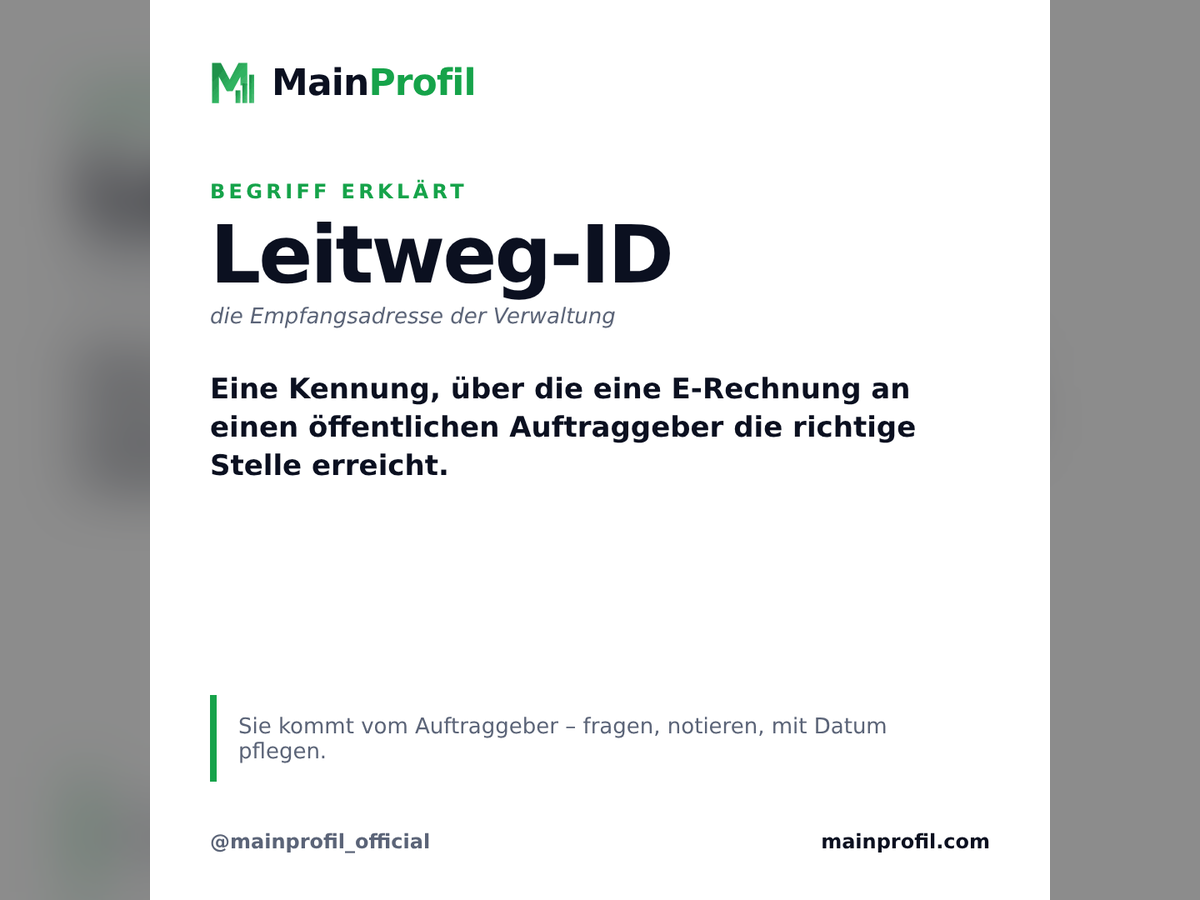 MainProfil
BEGRIFF ERKLÄRT
Leitweg-ID
die Empfangsadresse der Verwaltung
Eine Kennung, über die eine E-Rechnung an
einen öffentlichen Auftraggeber die richtige
Stelle erreicht.
Sie kommt vom Auftraggeber – fragen, notieren, mit Datum
pflegen.
@mainprofil_official
mainprofil.com